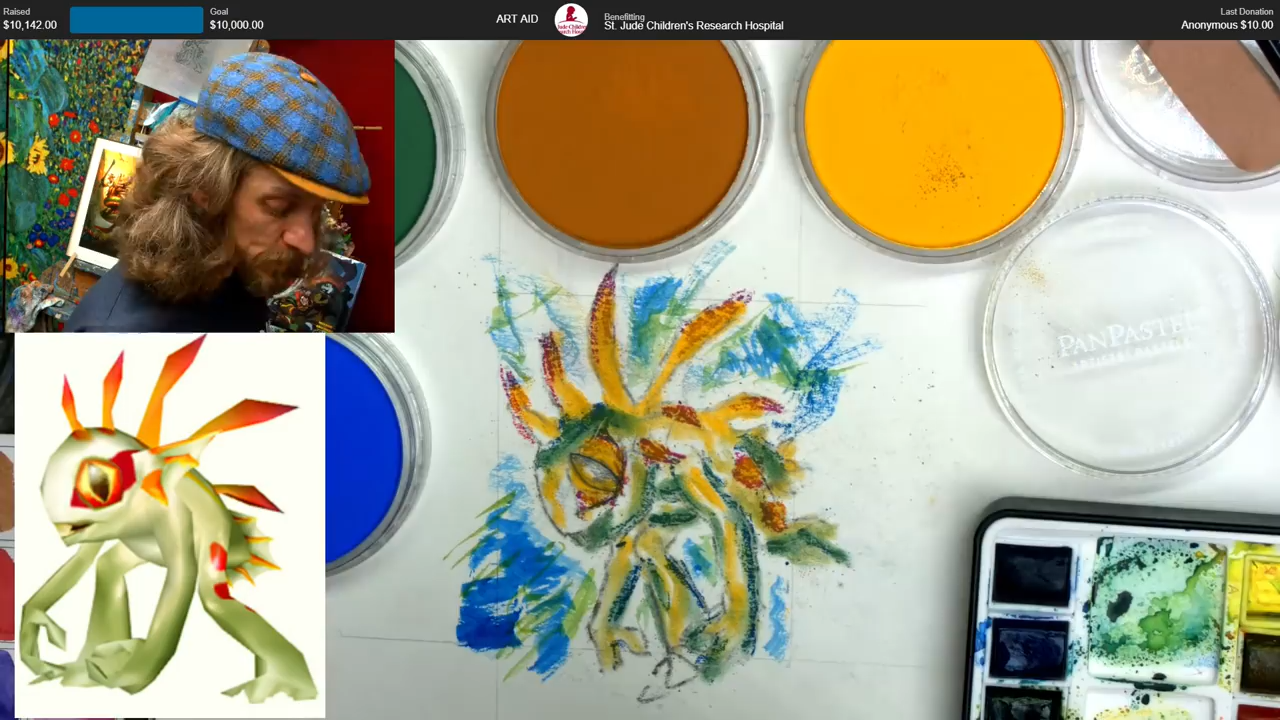 Raised
$10,142.00
Goal
$10,000.00
ART AID
Benefitting
St. Jude Children's Research Hospital
Last Donation
Anonymous $10.00
PANPASTEL